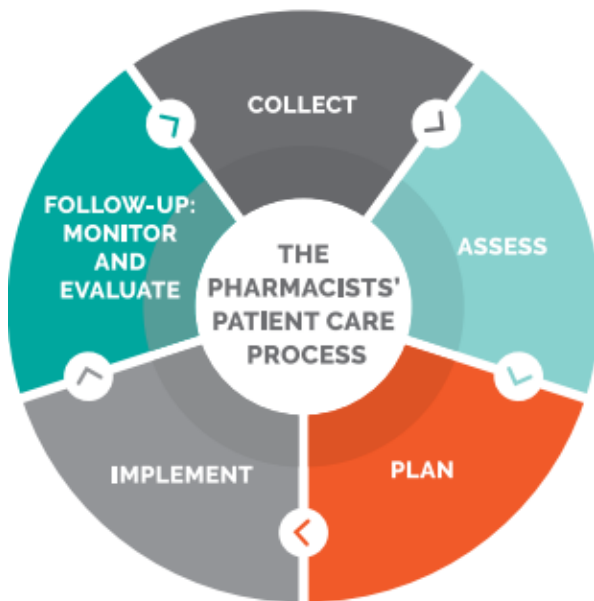 COLLECT
ASSESS
PLAN
IMPLEMENT
FOLLOW-UP:
MONITOR
AND
EVALUATE
THE
PHARMACISTS’
PATIENT CARE
PROCESS